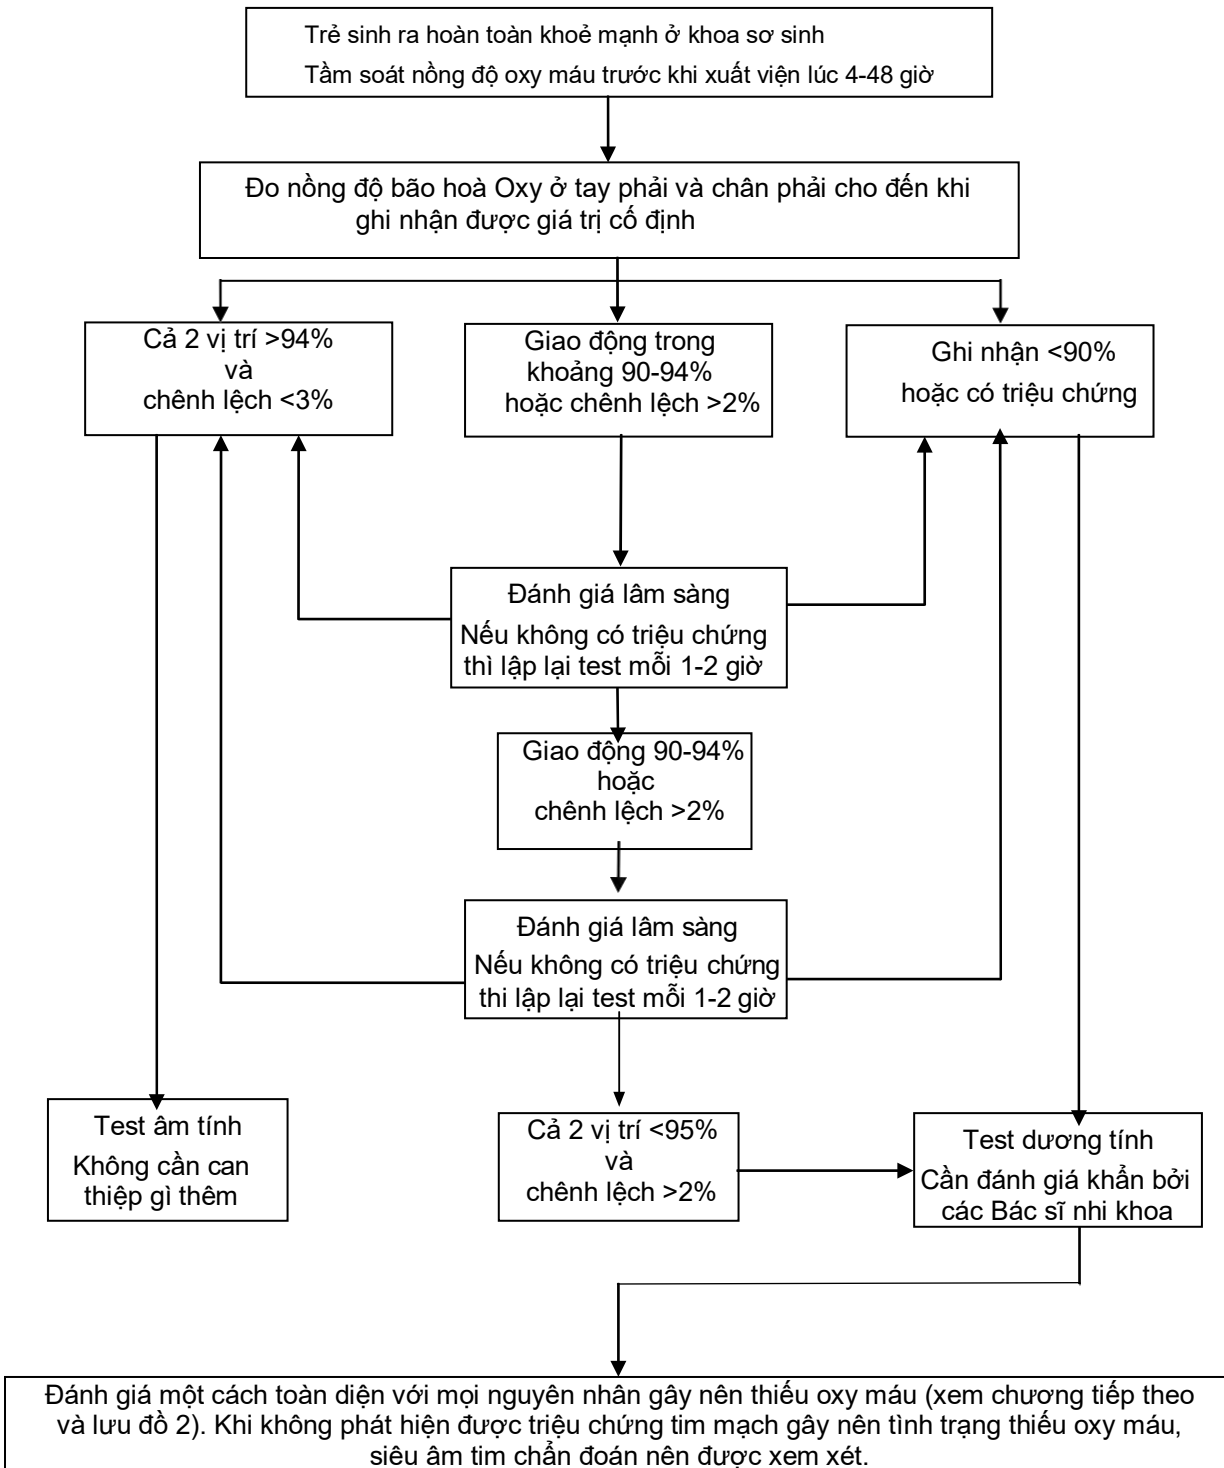 Trẻ sinh ra hoàn toàn khoẻ mạnh ở khoa sơ sinh
Tầm soát nồng độ oxy máu trước khi xuất viện lúc 4-48 giờ
Đo nồng độ bão hoà Oxy ở tay phải và chân phải cho đến khi
ghi nhận được giá trị cố định
Cả 2 vị trí >94%
và
chênh lệch <3%
Giao động trong
khoảng 90-94%
hoặc chênh lệch >2%
Ghi nhận <90%
hoặc có triệu chứng
Đánh giá lâm sàng
Nếu không có triệu chứng
thì lập lại test mỗi 1-2 giờ
Giao động 90-94%
hoặc
chênh lệch >2%
Đánh giá lâm sàng
Nếu không có triệu chứng
thi lập lại test mỗi 1-2 giờ
Test âm tính
Không cần can
thiệp gì thêm
Cả 2 vị trí <95%
và
chênh lệch >2%
Test dương tính
Cần đánh giá khẩn bởi
các Bác sĩ nhi khoa
Đánh giá một cách toàn diện với mọi nguyên nhân gây nên thiếu oxy máu (xem chương tiếp theo
và lưu đồ 2). Khi không phát hiện được triệu chứng tim mạch gây nên tình trạng thiếu oxy máu,
siêu âm tim chẩn đoán nên được xem xét.